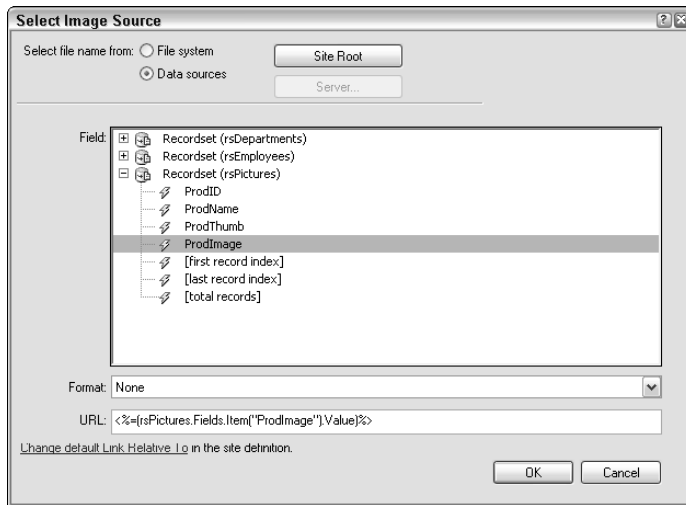 Select Image Source
Select file name from: File system
Data sources
Site Root
Server...
Field:
Recordset (rsDepartments)
Recordset (rsEmployees)
Recordset (rsPictures)
ProdID
ProdName
ProdThumb
ProdImage
[first record index]
[last record index]
[total records]
Format: None
URL: <%=(rsPictures.Fields.Item("ProdImage").Value)%>
Change default Link Relative To in the site definition.
OK Cancel